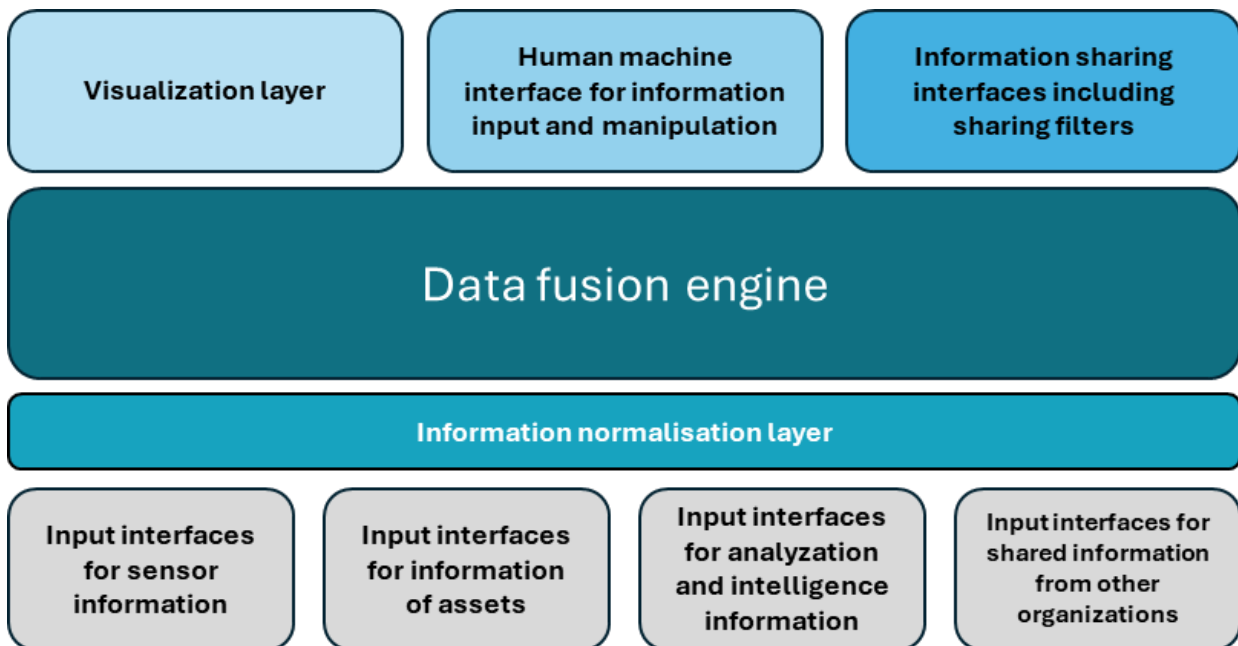 Visualization layer
Human machine
interface for information
input and manipulation
Information sharing
interfaces including
sharing filters
Data fusion engine
Information normalisation layer
Input interfaces
for sensor
information
Input interfaces
for information
of assets
Input interfaces
for analyzation
and intelligence
information
Input interfaces for
shared information
from other
organizations